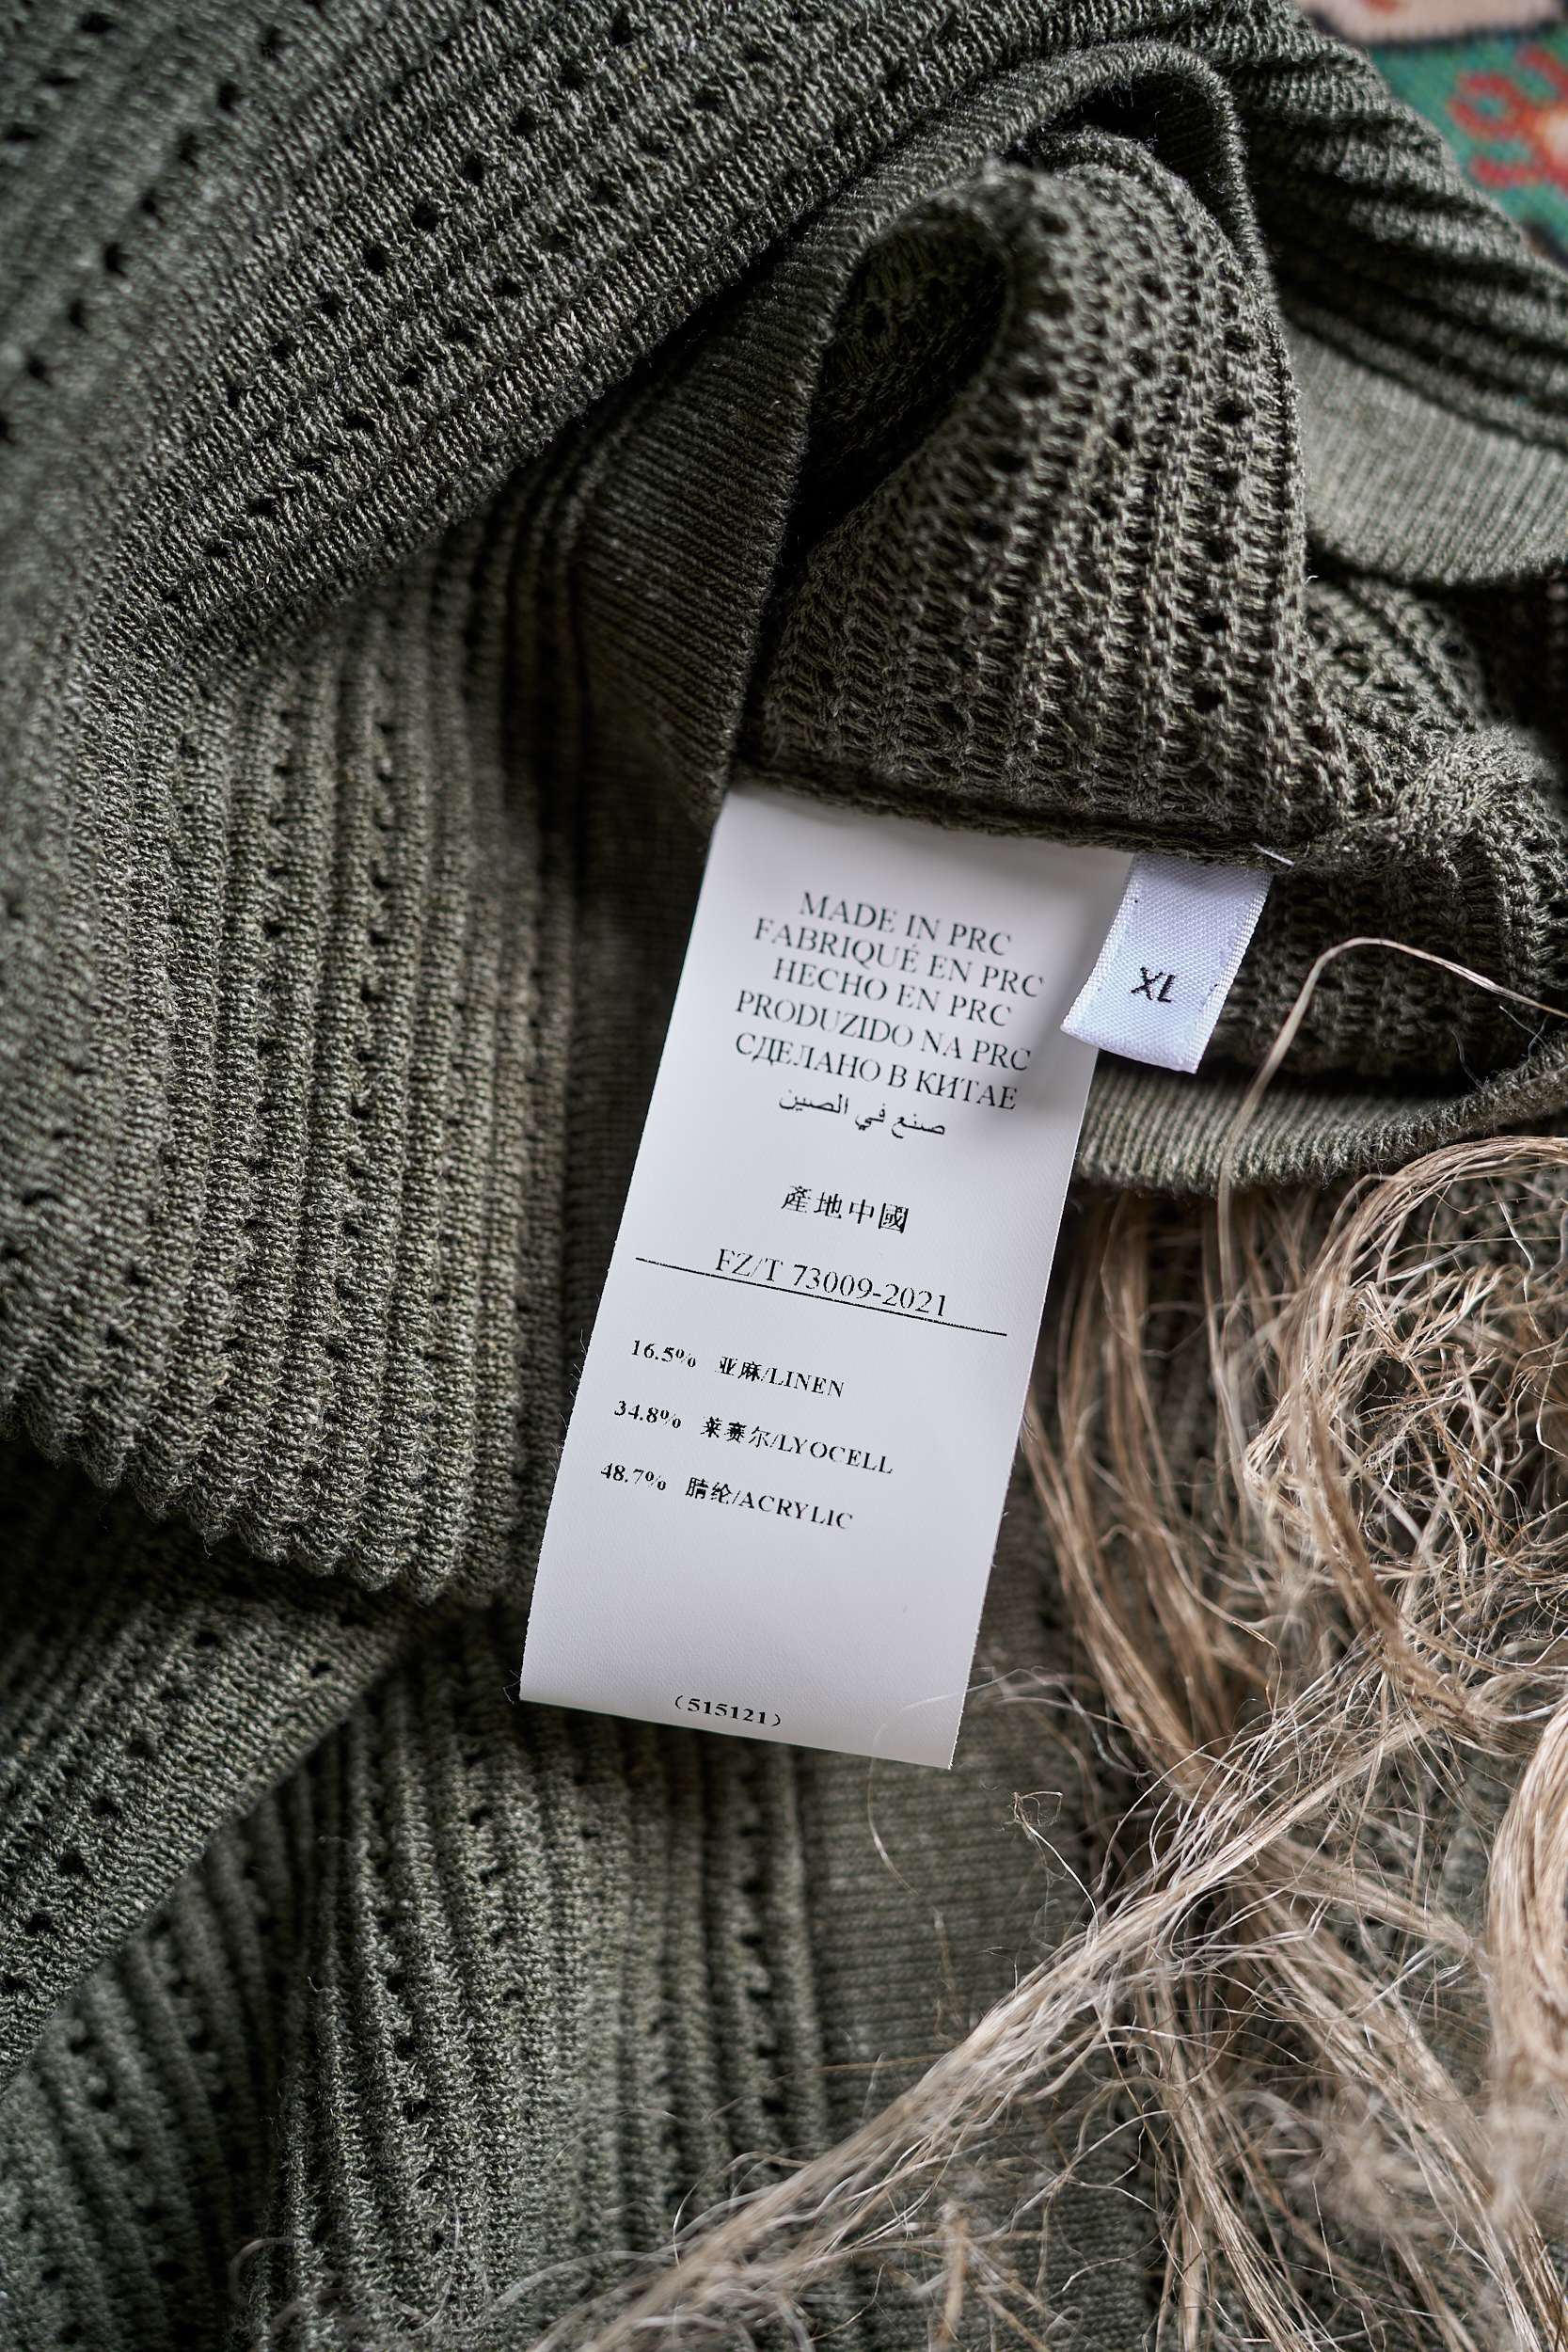 MADE IN PRC
FABRIQUÉ EN PRC
HECHO EN PRC
PRODUZIDO NA PRC
СДЕЛАНО В КИТАЕ
صنع في الصين
XL
產地中國
FZ/T 73009-2021
16.5% 亚麻/LINEN
34.8% 莱赛尔/LYOCELL
48.7% 腈纶/ACRYLIC
(515121)